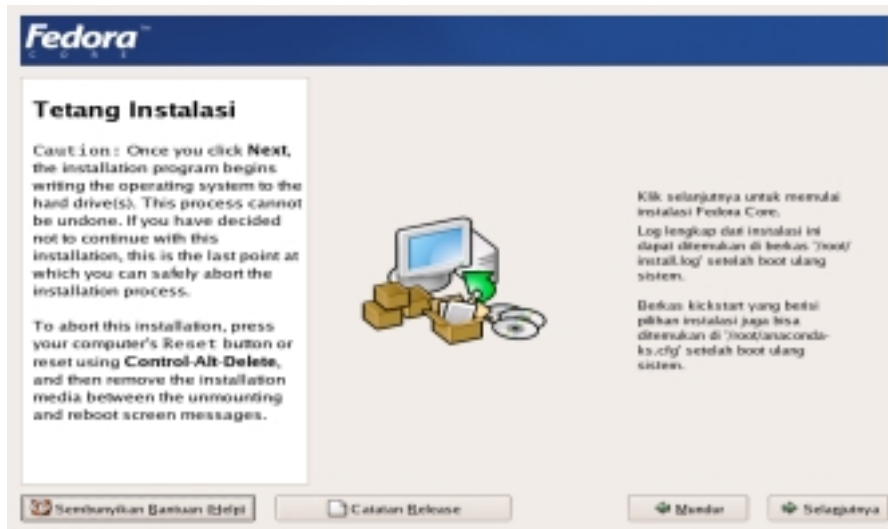 Fedora™
CORE
Tetang Instalasi
Caution: Once you click Next,
the installation program begins
writing the operating system to the
hard drive(s). This process cannot
be undone. If you have decided
not to continue with this
installation, this is the last point at
which you can safely abort the
installation process.
To abort this installation, press
your computer's Reset button or
reset using Control-Alt-Delete,
and then remove the installation
media between the unmounting
and reboot screen messages.
Klik selanjutnya untuk memulai
instalasi Fedora Core.
Log lengkap dari instalasi ini
dapat ditemukan di berkas '/root/
install.log' setelah boot ulang
sistem.
Berkas kickstart yang berisi
pilihan instalasi juga bisa
ditemukan di '/root/anaconda-
ks.cfg' setelah boot ulang
sistem.
Sembunyikan Bantuan
Catatan Release
Mundur
Selagjutnya